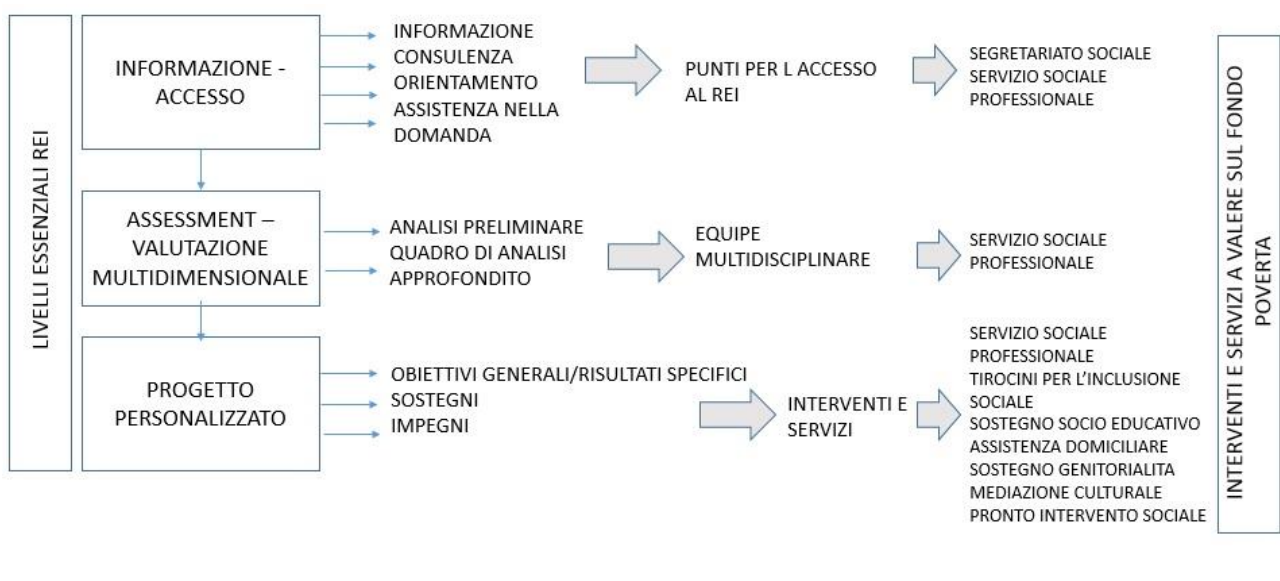 LIVELLI ESSENZIALI REI
INFORMAZIONE -
ACCESSO
INFORMAZIONE
CONSULENZA
ORIENTAMENTO
ASSISTENZA NELLA
DOMANDA
PUNTI PER L ACCESSO
AL REI
SEGRETARIATO SOCIALE
SERVIZIO SOCIALE
PROFESSIONALE
ASSESSMENT –
VALUTAZIONE
MULTIDIMENSIONALE
ANALISI PRELIMINARE
QUADRO DI ANALISI
APPROFONDITO
EQUIPE
MULTIDISCIPLINARE
SERVIZIO SOCIALE
PROFESSIONALE
PROGETTO
PERSONALIZZATO
OBIETTIVI GENERALI/RISULTATI SPECIFICI
SOSTEGNI
IMPEGNI
INTERVENTI E
SERVIZI
SERVIZIO SOCIALE
PROFESSIONALE
TIROCINI PER L’INCLUSIONE
SOCIALE
SOSTEGNO SOCIO EDUCATIVO
ASSISTENZA DOMICILIARE
SOSTEGNO GENITORIALITA
MEDIAZIONE CULTURALE
PRONTO INTERVENTO SOCIALE
INTERVENTI E SERVIZI A VALERE SUL FONDO
POVERTA